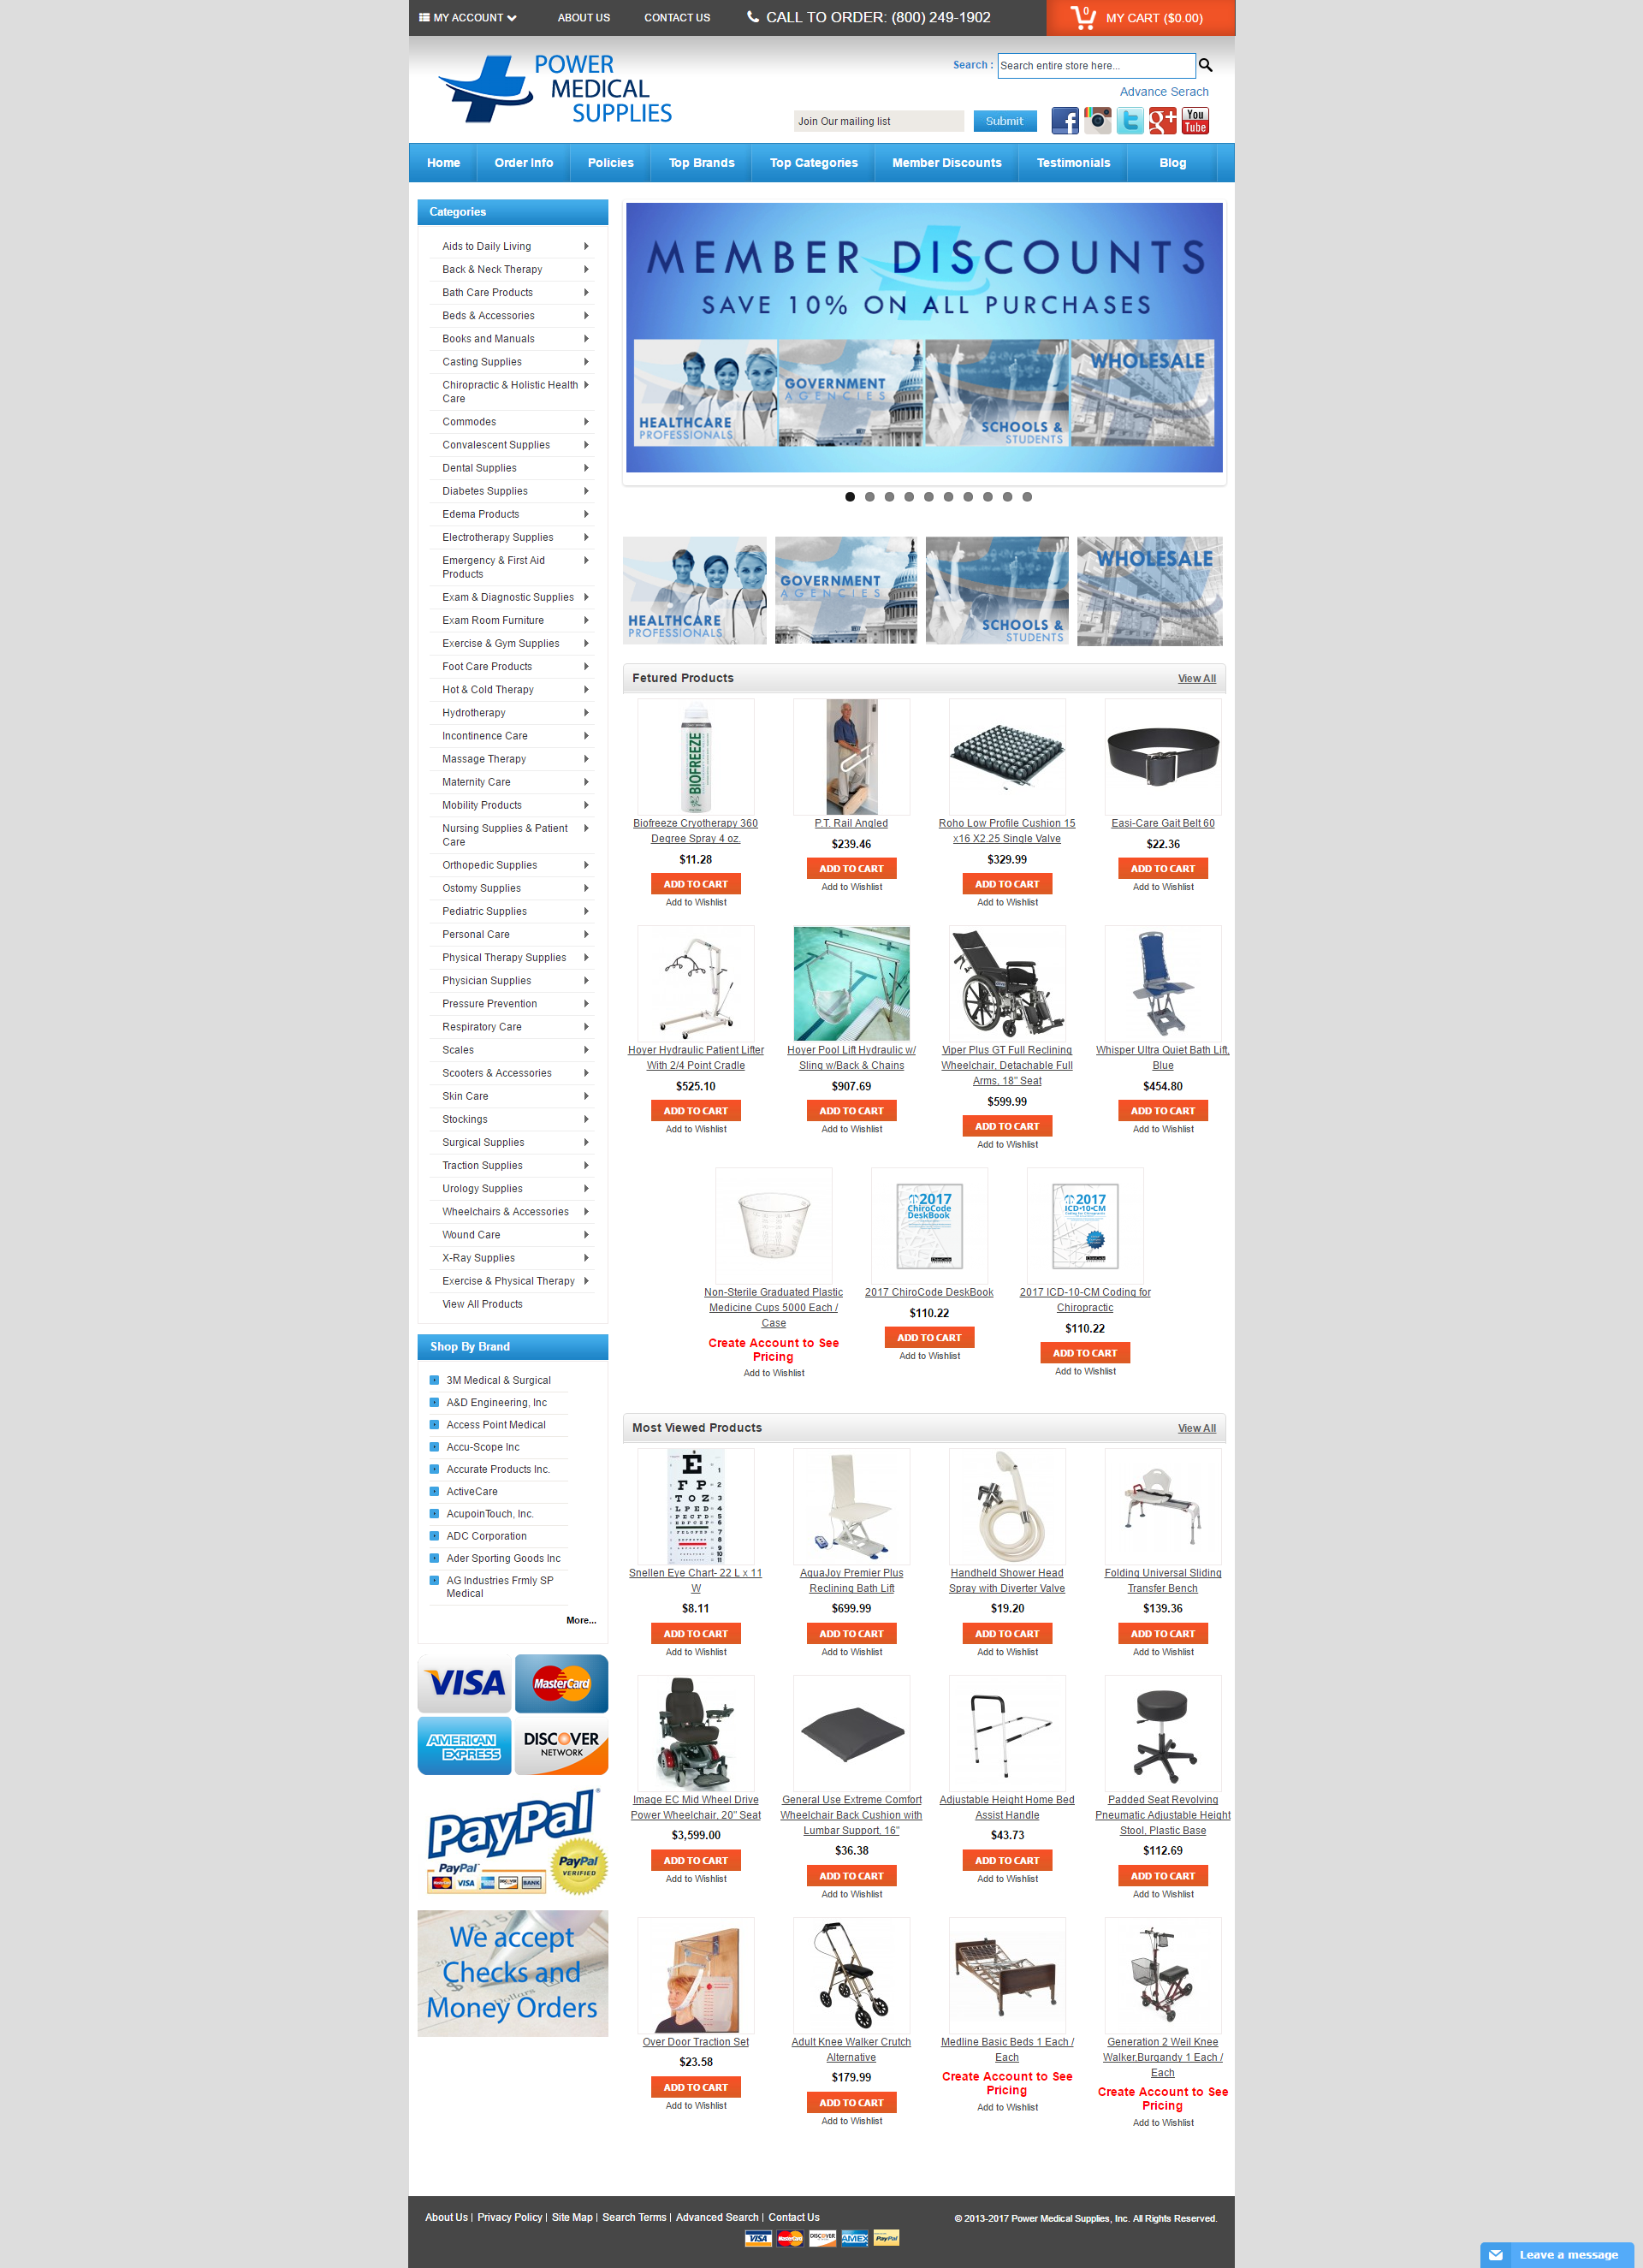 MY ACCOUNT
ABOUT US
CONTACT US
CALL TO ORDER: (800) 249-1902
0
MY CART ($0.00)
POWER
MEDICAL
SUPPLIES
Search :
Search entire store here...
Advance Serach
Join Our mailing list
Submit
You
Tube
Home
Order Info
Policies
Top Brands
Top Categories
Member Discounts
Testimonials
Blog
Categories
Aids to Daily Living
Back & Neck Therapy
Bath Care Products
Beds & Accessories
Books and Manuals
Casting Supplies
Chiropractic & Holistic Health
Care
Commodes
Convalescent Supplies
Dental Supplies
Diabetes Supplies
Edema Products
Electrotherapy Supplies
Emergency & First Aid
Products
Exam & Diagnostic Supplies
Exam Room Furniture
Exercise & Gym Supplies
Foot Care Products
Hot & Cold Therapy
Hydrotherapy
Incontinence Care
Massage Therapy
Maternity Care
Mobility Products
Nursing Supplies & Patient
Care
Orthopedic Supplies
Ostomy Supplies
Pediatric Supplies
Personal Care
Physical Therapy Supplies
Physician Supplies
Pressure Prevention
Respiratory Care
Scales
Scooters & Accessories
Skin Care
Stockings
Surgical Supplies
Traction Supplies
Urology Supplies
Wheelchairs & Accessories
Wound Care
X-Ray Supplies
Exercise & Physical Therapy
View All Products
Shop By Brand
3M Medical & Surgical
A&D Engineering, Inc
Access Point Medical
Accu-Scope Inc
Accurate Products Inc.
ActiveCare
AcupoinTouch, Inc.
ADC Corporation
Ader Sporting Goods Inc
AG Industries Frmly SP
Medical
More...
VISA
MasterCard
AMERICAN
EXPRESS
DISCOVER
NETWORK
PayPal
PayPal
PayPal
VERIFIED
MasterCard
VISA
BANK
We accept
Checks and
Money Orders
MEMBER DISCOUNTS
SAVE 10% ON ALL PURCHASES
HEALTHCARE
PROFESSIONALS
GOVERNMENT
AGENCIES
SCHOOLS &
STUDENTS
WHOLESALE
HEALTHCARE
PROFESSIONALS
GOVERNMENT
AGENCIES
SCHOOLS &
STUDENTS
WHOLESALE
Fetured Products
View All
BIOFREEZE
Biofreeze Cryotherapy 360
Degree Spray 4 oz.
$11.28
ADD TO CART
Add to Wishlist
P.T. Rail Angled
$239.46
ADD TO CART
Add to Wishlist
Roho Low Profile Cushion 15
x16 X2.25 Single Valve
$329.99
ADD TO CART
Add to Wishlist
Easi-Care Gait Belt 60
$22.36
ADD TO CART
Add to Wishlist
Hoyer Hydraulic Patient Lifter
With 2/4 Point Cradle
$525.10
ADD TO CART
Add to Wishlist
Hoyer Pool Lift Hydraulic w/
Sling w/Back & Chains
$907.69
ADD TO CART
Add to Wishlist
Viper Plus GT Full Reclining
Wheelchair, Detachable Full
Arms, 18" Seat
$599.99
ADD TO CART
Add to Wishlist
Whisper Ultra Quiet Bath Lift,
Blue
$454.80
ADD TO CART
Add to Wishlist
Non-Sterile Graduated Plastic
Medicine Cups 5000 Each /
Case
Create Account to See
Pricing
Add to Wishlist
2017
ChiroCode
DeskBook
2017 ChiroCode DeskBook
$110.22
ADD TO CART
Add to Wishlist
2017
ICD-10-CM
2017 ICD-10-CM Coding for
Chiropractic
$110.22
ADD TO CART
Add to Wishlist
Most Viewed Products
View All
E
F P
T O Z
L P E D
P E C F D
E D F C Z P
Snellen Eye Chart- 22 L x 11
W
$8.11
ADD TO CART
Add to Wishlist
AquaJoy Premier Plus
Reclining Bath Lift
$699.99
ADD TO CART
Add to Wishlist
Handheld Shower Head
Spray with Diverter Valve
$19.20
ADD TO CART
Add to Wishlist
Folding Universal Sliding
Transfer Bench
$139.36
ADD TO CART
Add to Wishlist
Image EC Mid Wheel Drive
Power Wheelchair, 20" Seat
$3,599.00
ADD TO CART
Add to Wishlist
General Use Extreme Comfort
Wheelchair Back Cushion with
Lumbar Support, 16"
$36.38
ADD TO CART
Add to Wishlist
Adjustable Height Home Bed
Assist Handle
$43.73
ADD TO CART
Add to Wishlist
Padded Seat Revolving
Pneumatic Adjustable Height
Stool, Plastic Base
$112.69
ADD TO CART
Add to Wishlist
Over Door Traction Set
$23.58
ADD TO CART
Add to Wishlist
Adult Knee Walker Crutch
Alternative
$179.99
ADD TO CART
Add to Wishlist
Medline Basic Beds 1 Each /
Each
Create Account to See
Pricing
Add to Wishlist
Generation 2 Weil Knee
Walker,Burgandy 1 Each /
Each
Create Account to See
Pricing
Add to Wishlist
About Us | Privacy Policy | Site Map | Search Terms | Advanced Search | Contact Us
© 2013-2017 Power Medical Supplies, Inc. All Rights Reserved.
VISA
MasterCard
DISCOVER
AMEX
PayPal
Leave a message